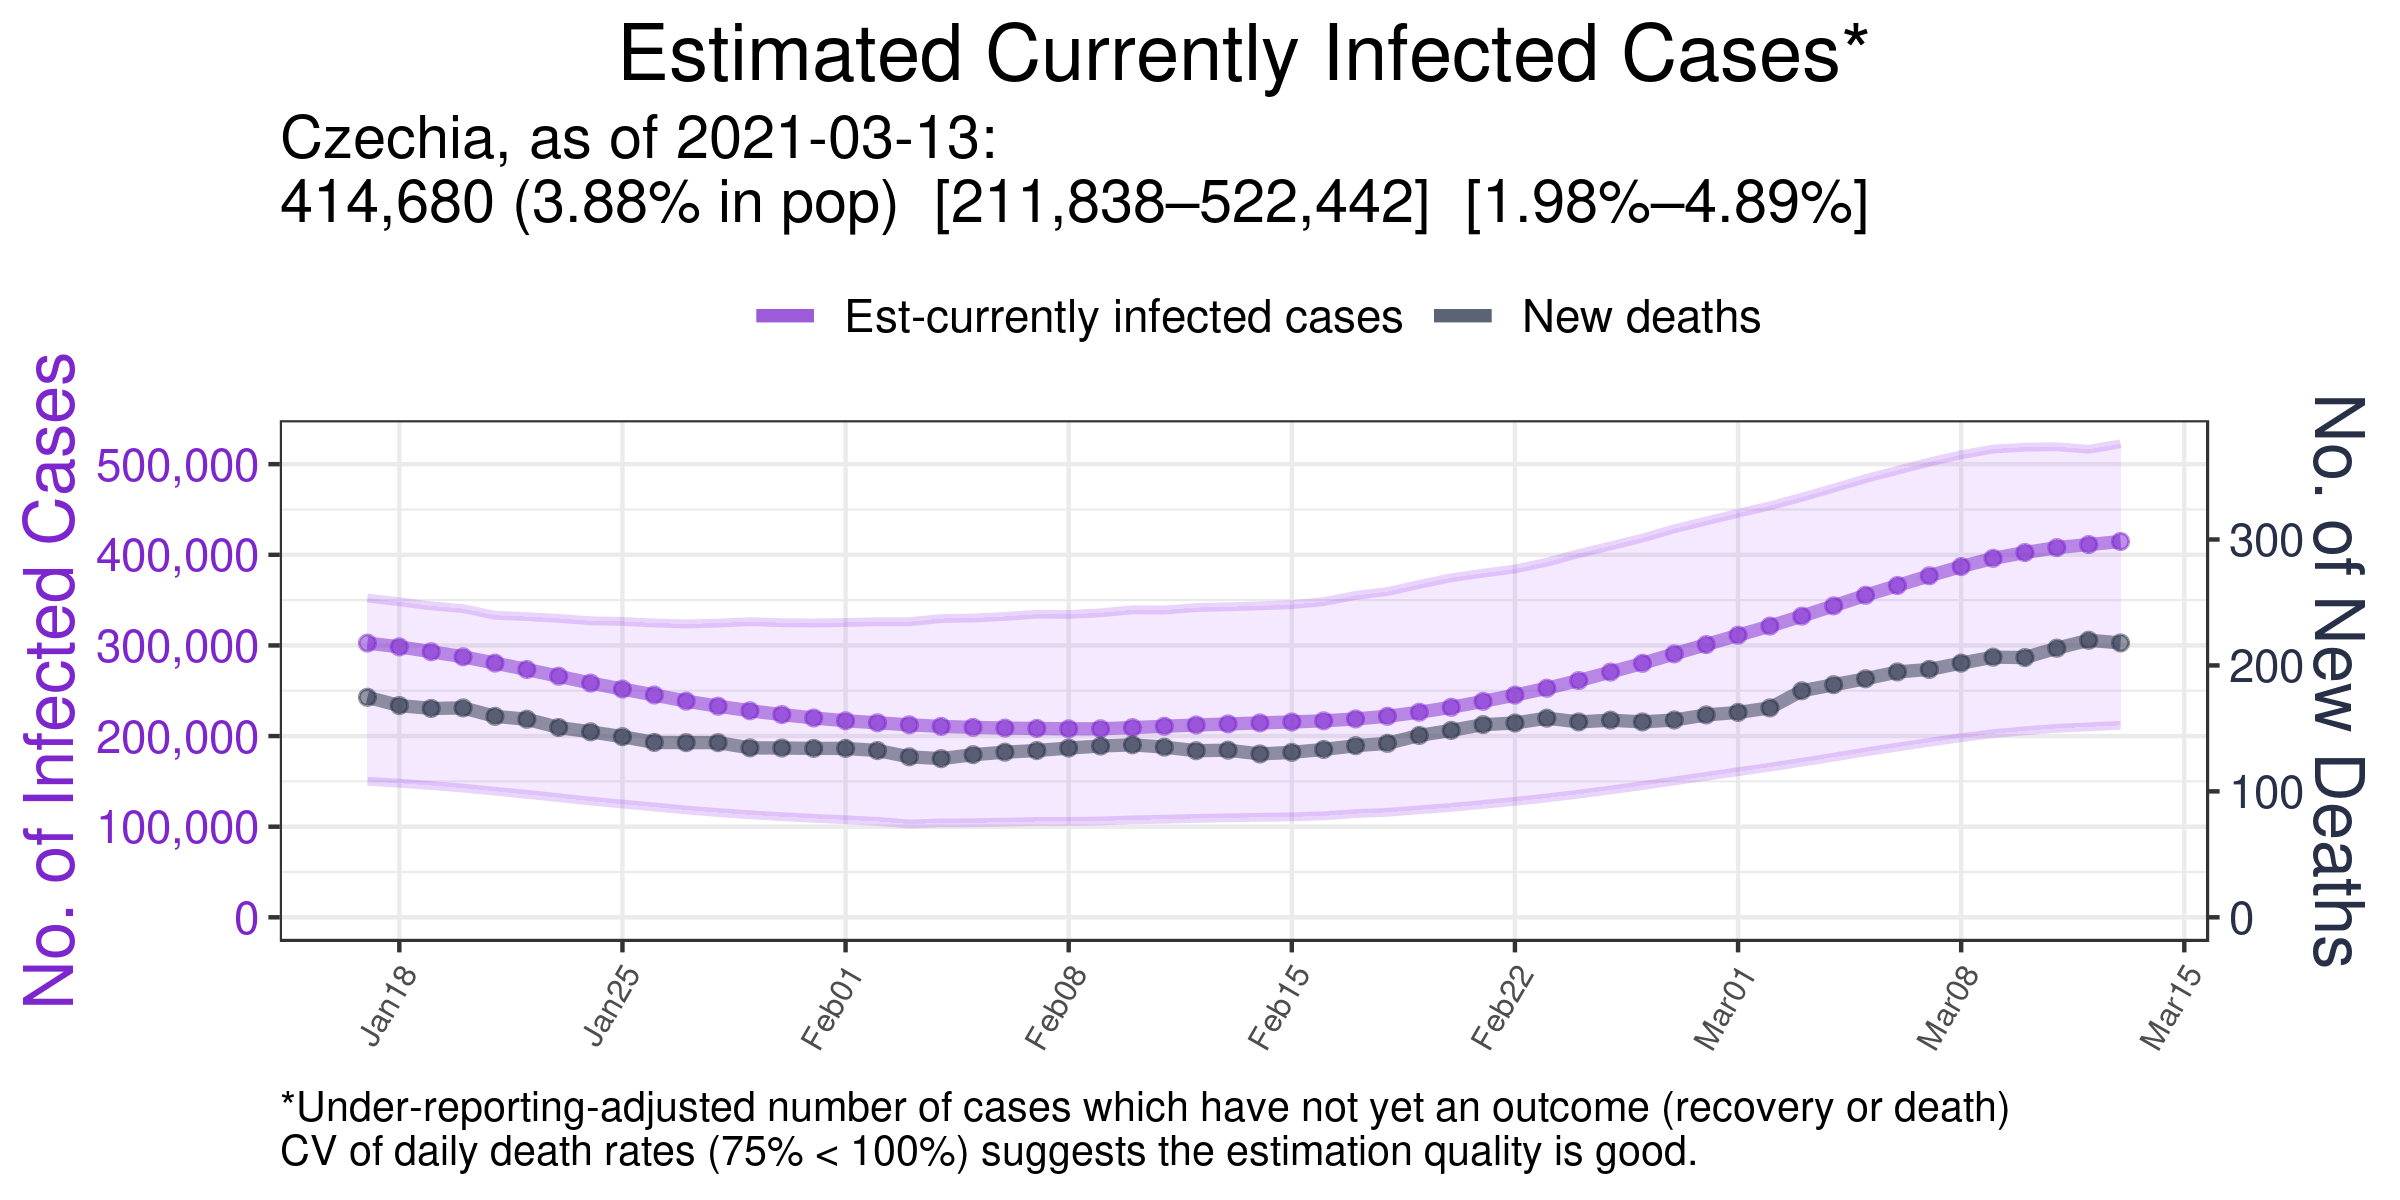 Estimated Currently Infected Cases*
Czechia, as of 2021-03-13:
414,680 (3.88% in pop)  [211,838–522,442]  [1.98%–4.89%]
Est-currently infected cases
New deaths
No. of Infected Cases
500,000
400,000
300,000
200,000
100,000
0
No. of New Deaths
300
200
100
0
Jan18
Jan25
Feb01
Feb08
Feb15
Feb22
Mar01
Mar08
Mar15
*Under-reporting-adjusted number of cases which have not yet an outcome (recovery or death)
CV of daily death rates (75% < 100%) suggests the estimation quality is good.